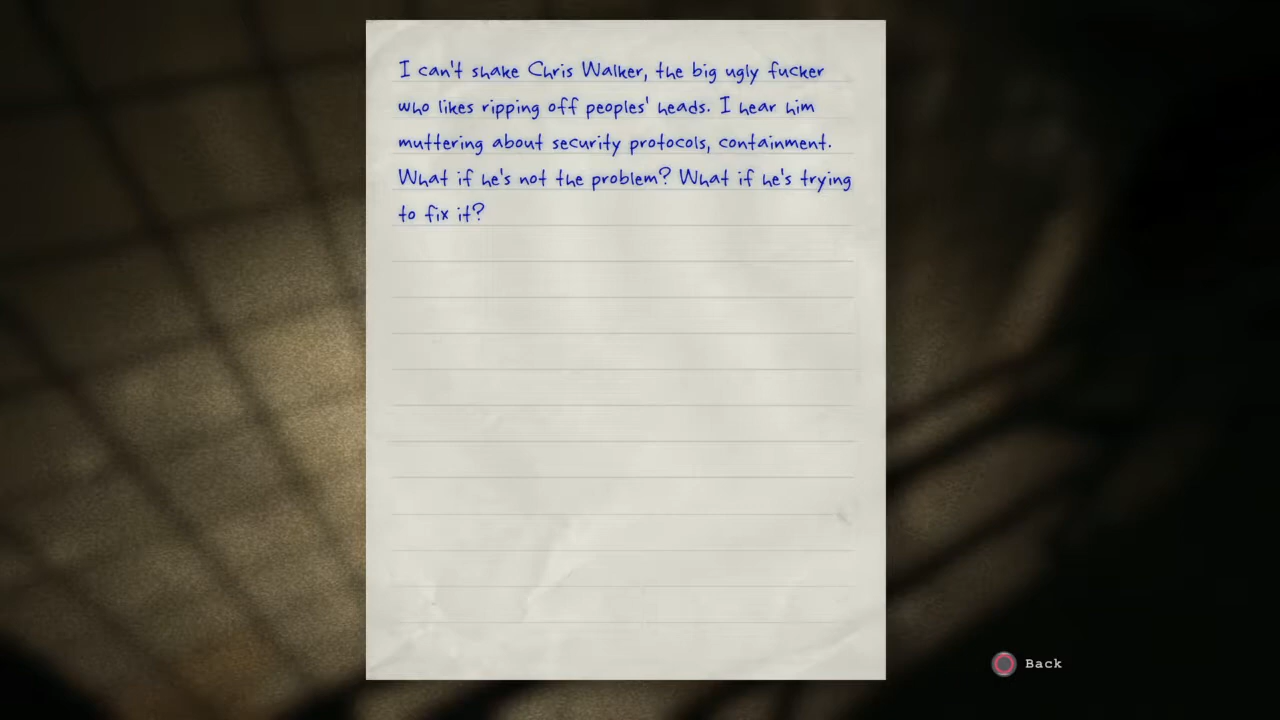 I can't shake Chris Walker, the big ugly fucker
who likes ripping off peoples' heads. I hear him
muttering about security protocols, containment.
What if he's not the problem? What if he's trying
to fix it?
Back